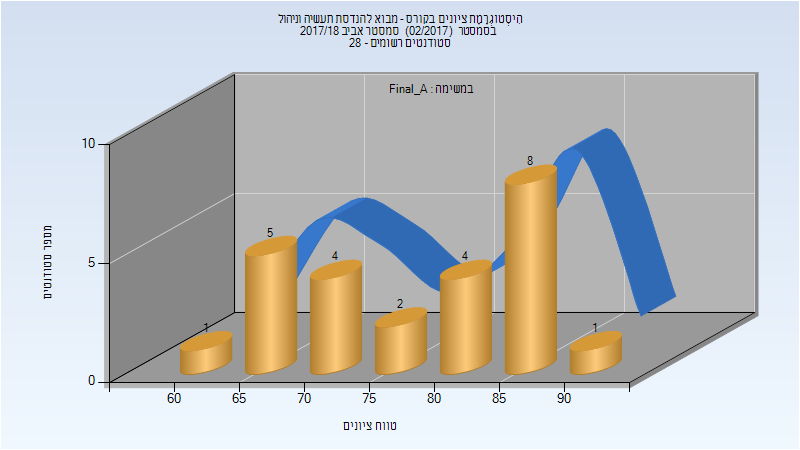 הִיסְטוֹגְרָמַת ציונים בקורס - מבוא להנדסת תעשיה וניהול
בסמסטר (02/2017) סמסטר אביב 2017/18
סטודנטים רשומים - 28
במשימה : Final_A
מספר סטודנטים
10
5
0
1
5
4
2
4
8
1
60
65
70
75
80
85
90
טווח ציונים